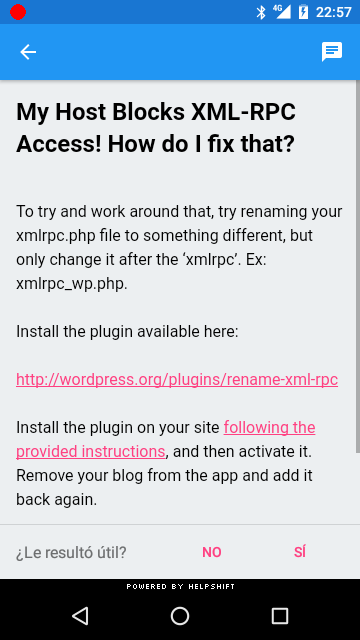 4G 22:57
My Host Blocks XML-RPC
Access! How do I fix that?
To try and work around that, try renaming your
xmlrpc.php file to something different, but
only change it after the ‘xmlrpc’. Ex:
xmlrpc_wp.php.
Install the plugin available here:
http://wordpress.org/plugins/rename-xml-rpc
Install the plugin on your site following the
provided instructions, and then activate it.
Remove your blog from the app and add it
back again.
¿Le resultó útil? NO SÍ
POWERED BY HELPSHIFT